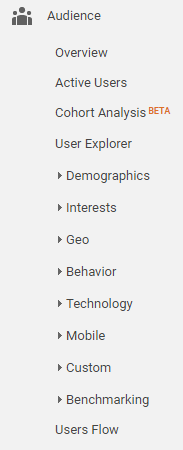 Audience
Overview
Active Users
Cohort Analysis BETA
User Explorer
Demographics
Interests
Geo
Behavior
Technology
Mobile
Custom
Benchmarking
Users Flow